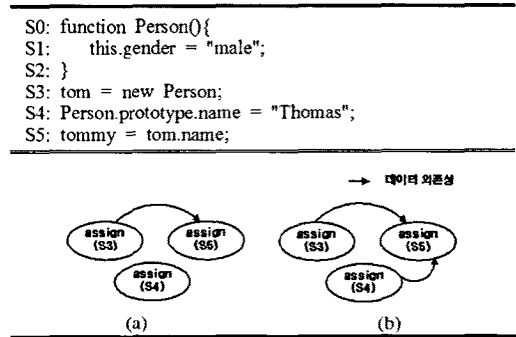 S0: function Person(){
S1: this.gender = "male";
S2: }
S3: tom = new Person;
S4: Person.prototype.name = "Thomas";
S5: tommy = tom.name;
데이터 의존성
assign (S3)
assign (S5)
assign (S4)
(a)
assign (S3)
assign (S5)
assign (S4)
(b)